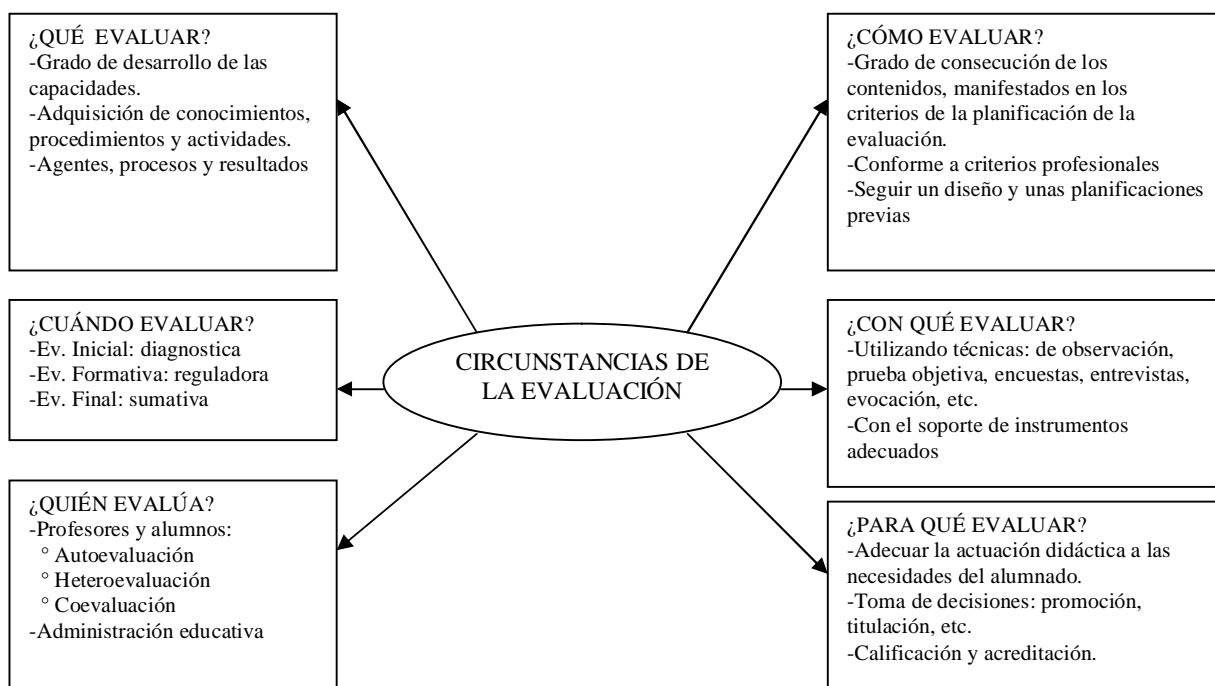 ¿QUÉ  EVALUAR?
-Grado de desarrollo de las
capacidades.
-Adquisición de conocimientos,
procedimientos y actividades.
-Agentes, procesos y resultados
¿CÓMO EVALUAR?
-Grado de consecución de los
contenidos, manifestados en los
criterios de la planificación de la
evaluación.
-Conforme a criterios profesionales
-Seguir un diseño y unas planificaciones
previas
¿CUÁNDO EVALUAR?
-Ev. Inicial: diagnostica
-Ev. Formativa: reguladora
-Ev. Final: sumativa
CIRCUNSTANCIAS DE
LA EVALUACIÓN
¿CON QUÉ EVALUAR?
-Utilizando técnicas: de observación,
prueba objetiva, encuestas, entrevistas,
evocación, etc.
-Con el soporte de instrumentos
adecuados
¿QUIÉN EVALÚA?
-Profesores y alumnos:
° Autoevaluación
° Heteroevaluación
° Coevaluación
-Administración educativa
¿PARA QUÉ EVALUAR?
-Adecuar la actuación didáctica a las
necesidades del alumnado.
-Toma de decisiones: promoción,
titulación, etc.
-Calificación y acreditación.